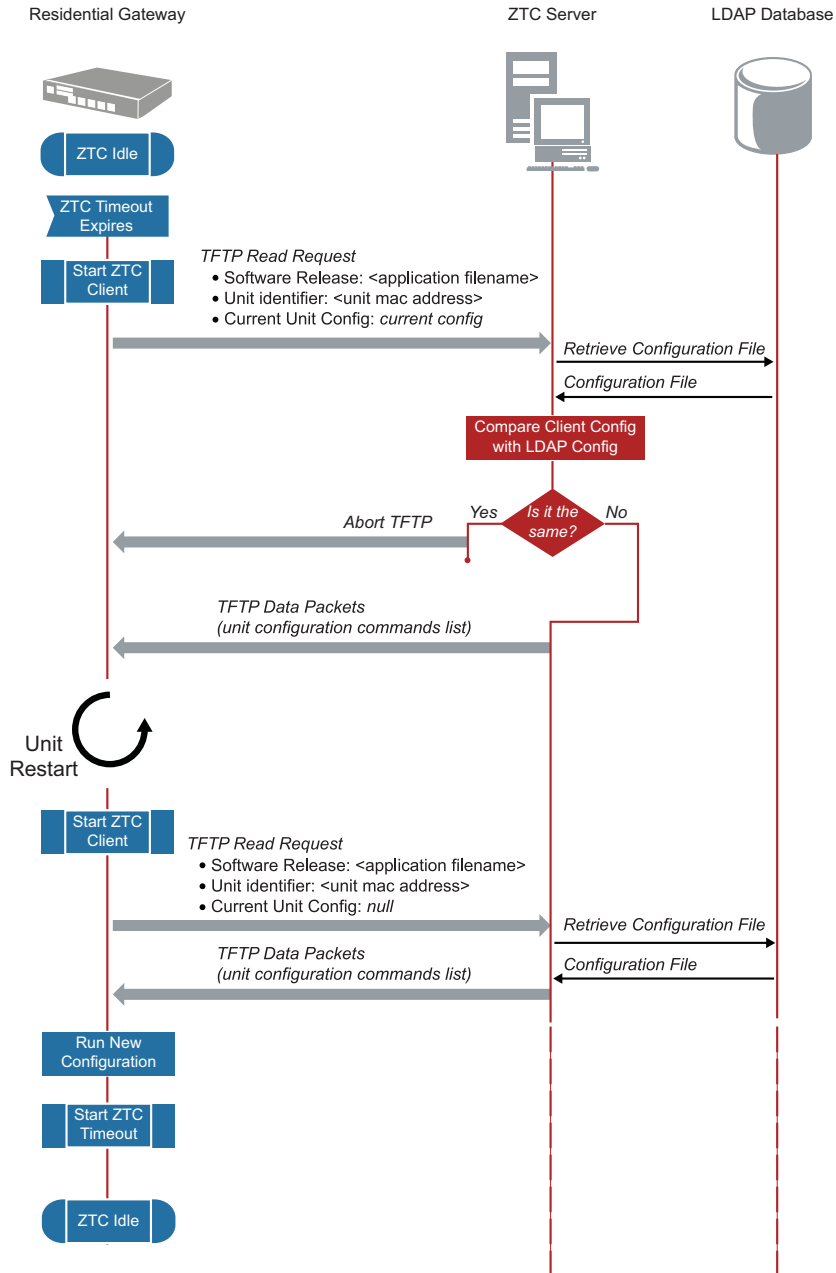 Residential Gateway
ZTC Server
LDAP Database
ZTC Idle
ZTC Timeout
Expires
Start ZTC
Client
TFTP Read Request
• Software Release: <application filename>
• Unit identifier: <unit mac address>
• Current Unit Config: current config
Retrieve Configuration File
Configuration File
Compare Client Config
with LDAP Config
Yes
Is it the
same?
No
Abort TFTP
TFTP Data Packets
(unit configuration commands list)
Unit
Restart
Start ZTC
Client
TFTP Read Request
• Software Release: <application filename>
• Unit identifier: <unit mac address>
• Current Unit Config: null
Retrieve Configuration File
TFTP Data Packets
(unit configuration commands list)
Configuration File
Run New
Configuration
Start ZTC
Timeout
ZTC Idle